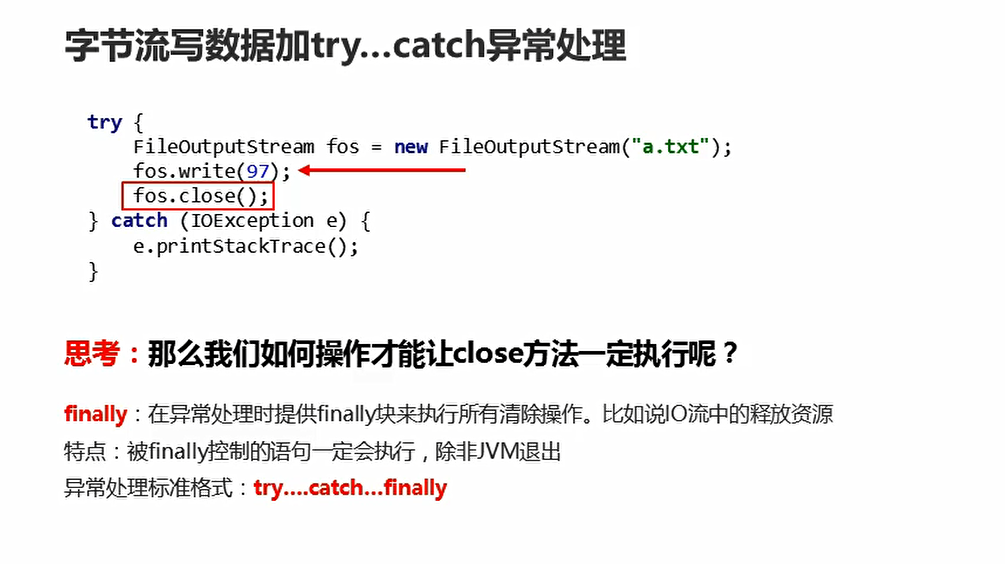 字节流写数据加try...catch异常处理
try {
    FileOutputStream fos = new FileOutputStream("a.txt");
    fos.write(97);
    fos.close();
} catch (IOException e) {
    e.printStackTrace();
}
思考：那么我们如何操作才能让close方法一定执行呢？
finally：在异常处理时提供finally块来执行所有清除操作。比如说IO流中的释放资源
特点：被finally控制的语句一定会执行，除非JVM退出
异常处理标准格式：try....catch...finally